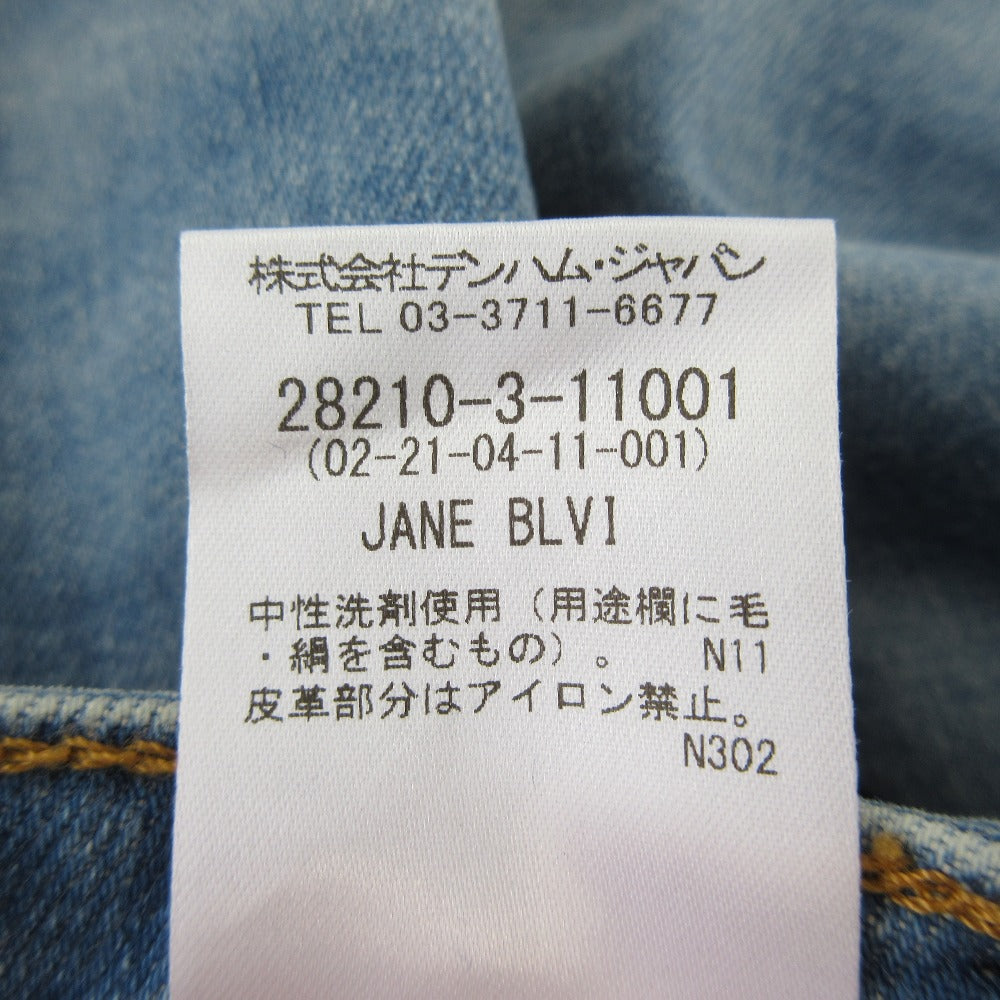 株式会社デンハム・ジャパン
TEL 03-3711-6677
28210-3-11001
(02-21-04-11-001)
JANE BLVI
中性洗剤使用（用途欄に毛
・絹を含むもの）。 N11
皮革部分はアイロン禁止。
N302